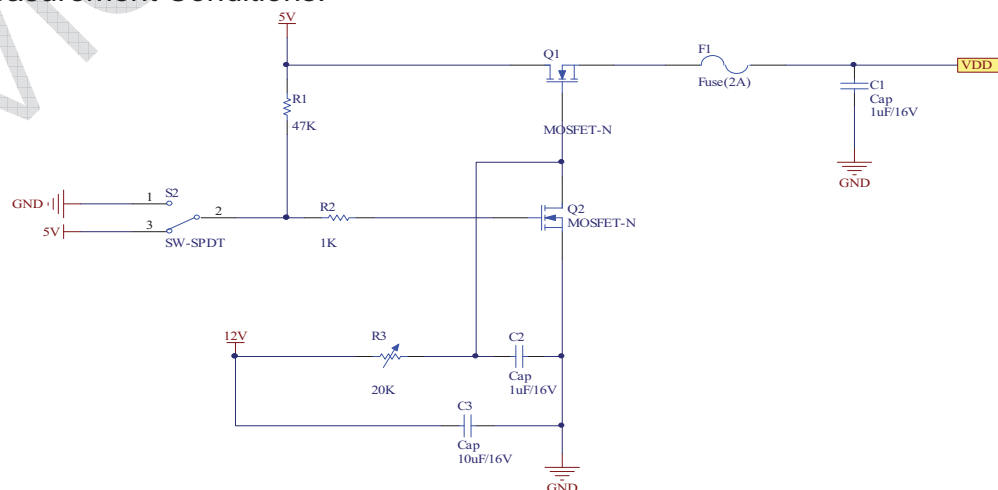 5V
Q1
F1
Fuse(2A)
VDD
C1
Cap
1uF/16V
R1
47K
MOSFET-N
GND
S2
1
GND
2
R2
Q2
MOSFET-N
3
5V
SW-SPDT
1K
12V
R3
C2
Cap
1uF/16V
20K
C3
Cap
10uF/16V
GND